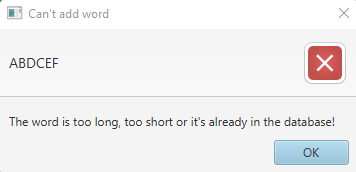 Can't add word
ABDCEF
The word is too long, too short or it's already in the database!
OK